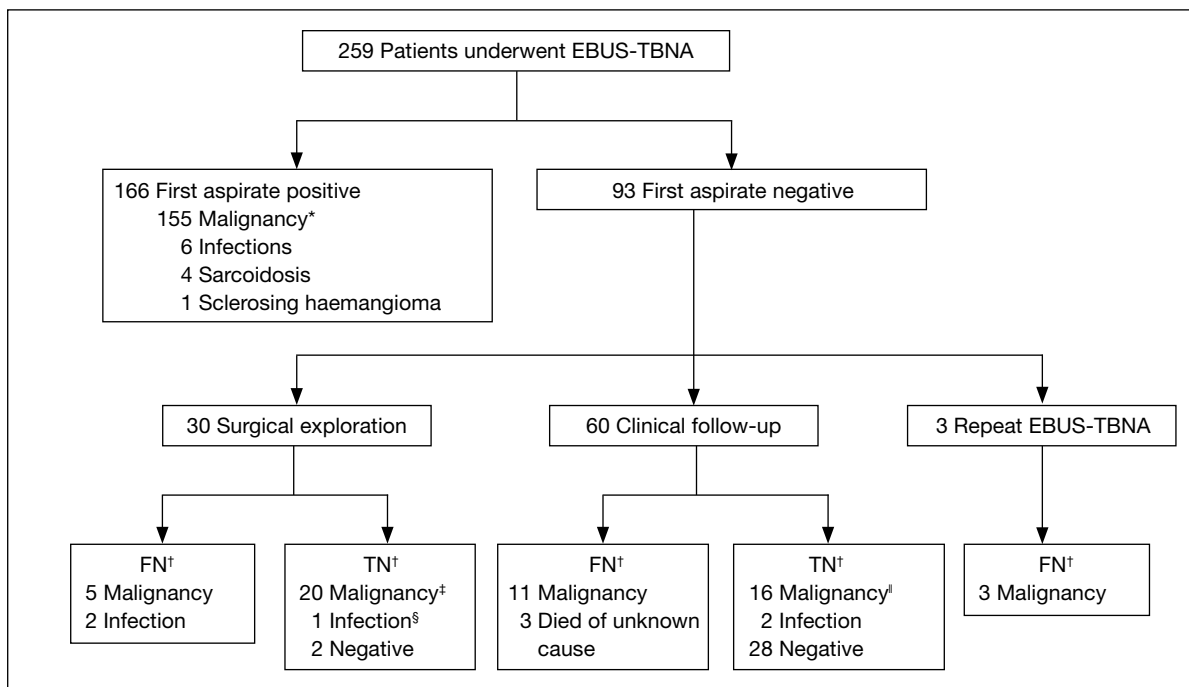 259 Patients underwent EBUS-TBNA
166 First aspirate positive
155 Malignancy*
6 Infections
4 Sarcoidosis
1 Sclerosing haemangioma
93 First aspirate negative
30 Surgical exploration
60 Clinical follow-up
3 Repeat EBUS-TBNA
FN†
5 Malignancy
2 Infection
TN†
20 Malignancy‡
1 Infection§
2 Negative
FN†
11 Malignancy
3 Died of unknown
cause
TN†
16 Malignancy‖
2 Infection
28 Negative
FN†
3 Malignancy